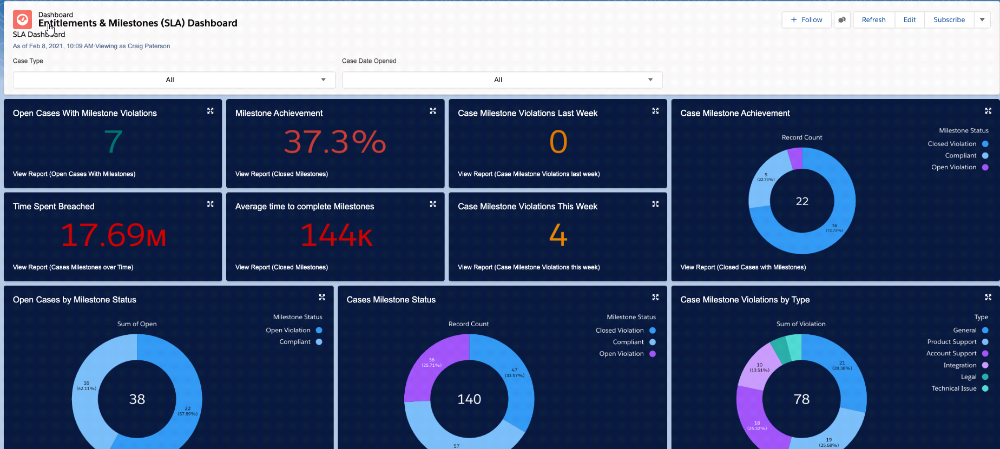 Dashboard
Entitlements & Milestones (SLA) Dashboard
SLA Dashboard
As of Feb 8, 2021, 10:09 AM·Viewing as Craig Paterson
+ Follow
Refresh
Edit
Subscribe
Case Type
Case Date Opened
All
All
Open Cases With Milestone Violations
7
View Report (Open Cases With Milestones)
Milestone Achievement
37.3%
View Report (Closed Milestones)
Case Milestone Violations Last Week
0
View Report (Case Milestone Violations last week)
Case Milestone Achievement
Record Count
Milestone Status
Closed Violation
Compliant
Open Violation
5
(22.73%)
22
16
(72.73%)
View Report (Closed Cases with Milestones)
Time Spent Breached
17.69M
View Report (Cases Milestones over Time)
Average time to complete Milestones
144K
View Report (Closed Milestones)
Case Milestone Violations This Week
4
View Report (Case Milestone Violations this week)
Open Cases by Milestone Status
Sum of Open
Milestone Status
Open Violation
Compliant
16
(42.11%)
38
22
(57.89%)
Cases Milestone Status
Record Count
Milestone Status
Closed Violation
Compliant
Open Violation
36
(25.71%)
47
(33.57%)
140
57
Case Milestone Violations by Type
Sum of Violation
Type
General
Product Support
Account Support
Integration
Legal
Technical Issue
21
(28.38%)
10
(13.51%)
78
18
(24.32%)
19
(25.68%)